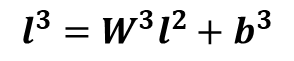 l³ = W³l² + b³